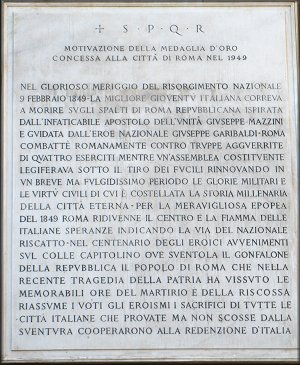 ☩ S · P · Q · R
MOTIVAZIONE DELLA MEDAGLIA D'ORO
CONCESSA ALLA CITTÀ DI ROMA NEL 1949
NEL GLORIOSO MERIGGIO DEL RISORGIMENTO NAZIONALE
9 FEBBRAIO 1849-LA MIGLIORE GIOVENTV ITALIANA CORREVA
A MORIRE SVGLI SPALTI DI ROMA REPVBBLICANA ISPIRATA
DALL'INFATICABILE APOSTOLO DELL'VNITÀ GIVSEPPE MAZZINI
E GVIDATA DALL'EROE NAZIONALE GIVSEPPE GARIBALDI-ROMA
COMBATTÉ ROMANAMENTE CONTRO TRVPPE AGGVERRITE
DI QVATTRO ESERCITI MENTRE VN'ASSEMBLEA COSTITVENTE
LEGIFERAVA SOTTO IL TIRO DEI FVCILI RINNOVANDO IN
VN BREVE MA FVLGIDISSIMO PERIODO LE GLORIE MILITARI E
LE VIRTV CIVILI DI CVI È COSTELLATA LA STORIA MILLENARIA
DELLA CITTÀ ETERNA-PER LA MERAVIGLIOSA EPOPEA
DEL 1849 ROMA RIDIVENNE IL CENTRO E LA FIAMMA DELLE
ITALIANE SPERANZE INDICANDO LA VIA DEL NAZIONALE
RISCATTO-NEL CENTENARIO DEGLI EROICI AVVENIMENTI
SVL COLLE CAPITOLINO OVE SVENTOLA IL GONFALONE
DELLA REPVBBLICA IL POPOLO DI ROMA CHE NELLA
RECENTE TRAGEDIA DELLA PATRIA HA VISSVTO LE
MEMORABILI ORE DEL MARTIRIO E DELLA RISCOSSA
RIASSUME I VOTI GLI EROISMI I SACRIFICI DI TVTTE LE
CITTÀ ITALIANE CHE PROVATE MA NON SCOSSE DALLA
SVENTVRA COOPERARONO ALLA REDENZIONE D'ITALIA